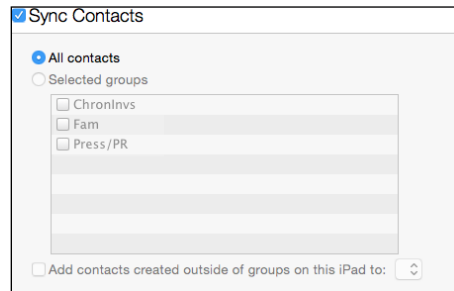 Sync Contacts
All contacts
Selected groups
ChronInvs
Fam
Press/PR
Add contacts created outside of groups on this iPad to: